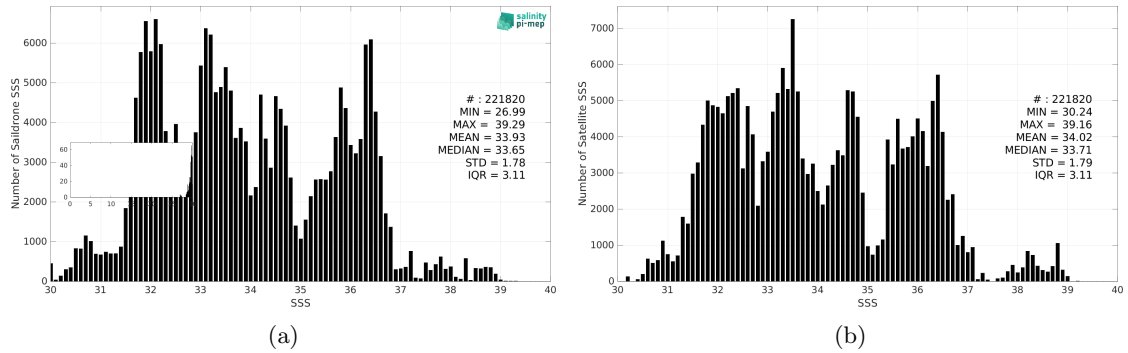 salinity
pi-mep
Number of Saildrone SSS
6000
5000
4000
3000
2000
1000
0
# : 221820
MIN = 26.99
MAX = 39.29
MEAN = 33.93
MEDIAN = 33.65
STD = 1.78
IQR = 3.11
60
40
20
0
0 5 10
30 31 32 33 34 35 36 37 38 39 40
SSS
(a)
Number of Satellite SSS
7000
6000
5000
4000
3000
2000
1000
0
# : 221820
MIN = 30.24
MAX = 39.16
MEAN = 34.02
MEDIAN = 33.71
STD = 1.79
IQR = 3.11
30 31 32 33 34 35 36 37 38 39 40
SSS
(b)